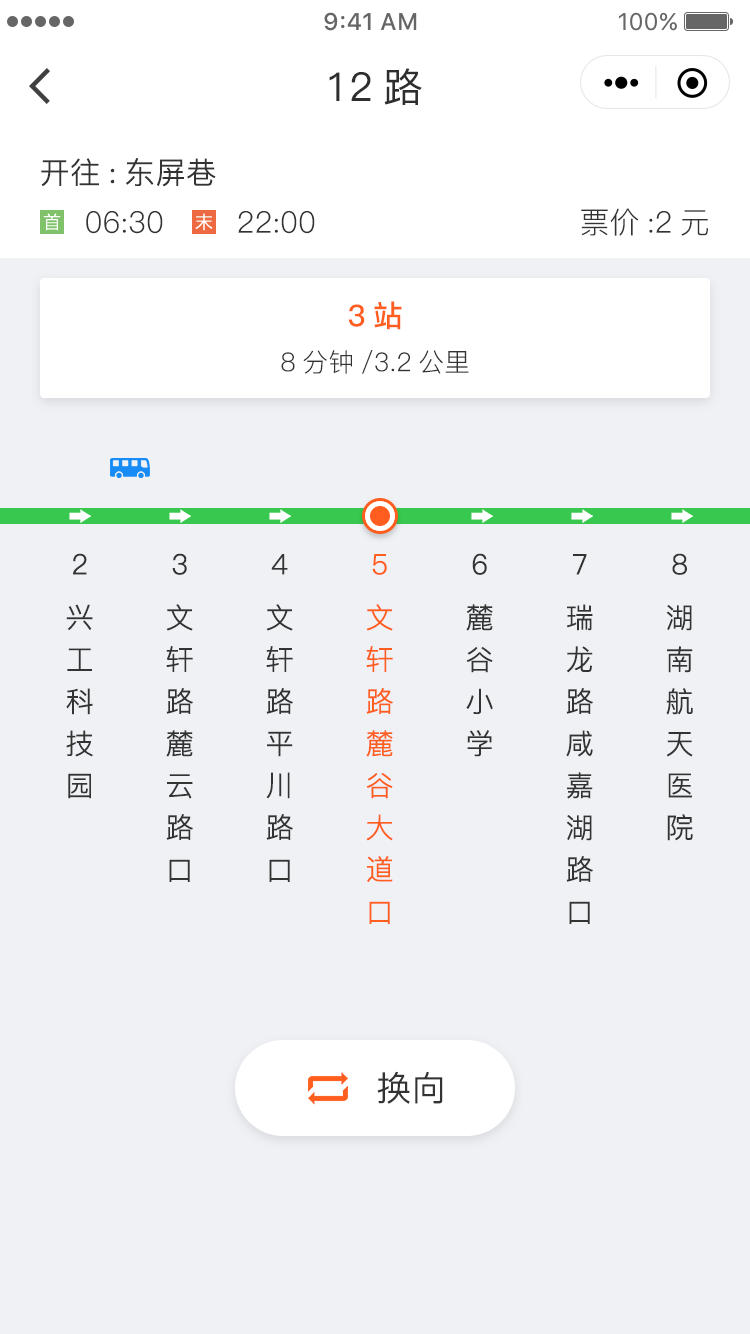 9:41 AM 100%
12 路
开往 : 东屏巷
首 06:30 末 22:00 票价 :2 元
3 站
8 分钟 /3.2 公里
2 3 4 5 6 7 8
兴工科技园
文轩路麓云路口
文轩路平川路口
文轩路麓谷大道口
麓谷小学
瑞龙路咸嘉湖路口
湖南航天医院
换向